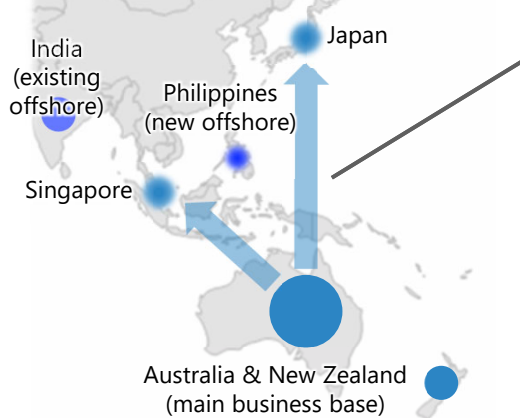 Japan
India
(existing
offshore)
Philippines
(new offshore)
Singapore
Australia & New Zealand
(main business base)